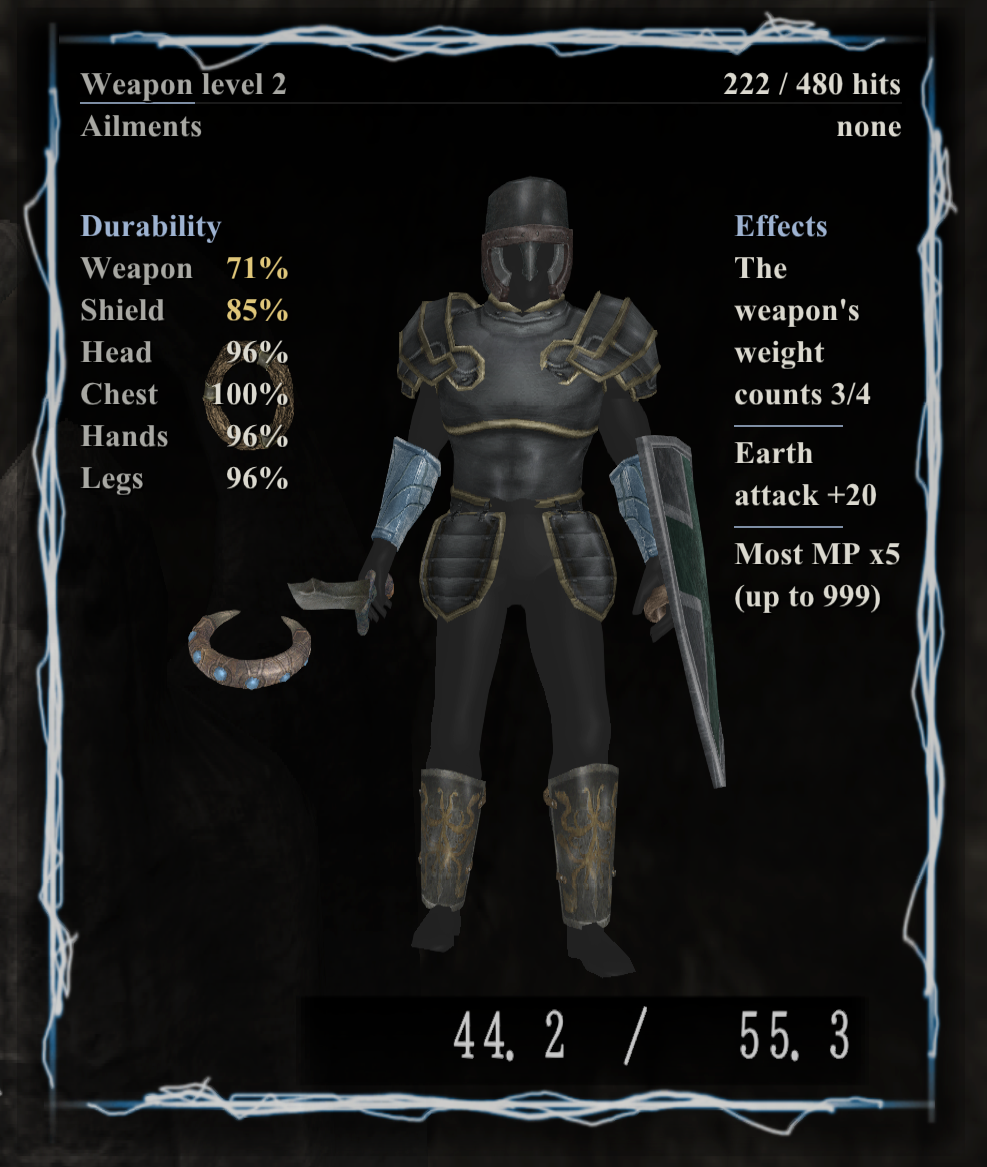 Weapon level 2 222 / 480 hits
Ailments none
Durability
Weapon 71%
Shield 85%
Head 96%
Chest 100%
Hands 96%
Legs 96%
Effects
The
weapon's
weight
counts 3/4
Earth
attack +20
Most MP x5
(up to 999)
44. 2 / 55. 3